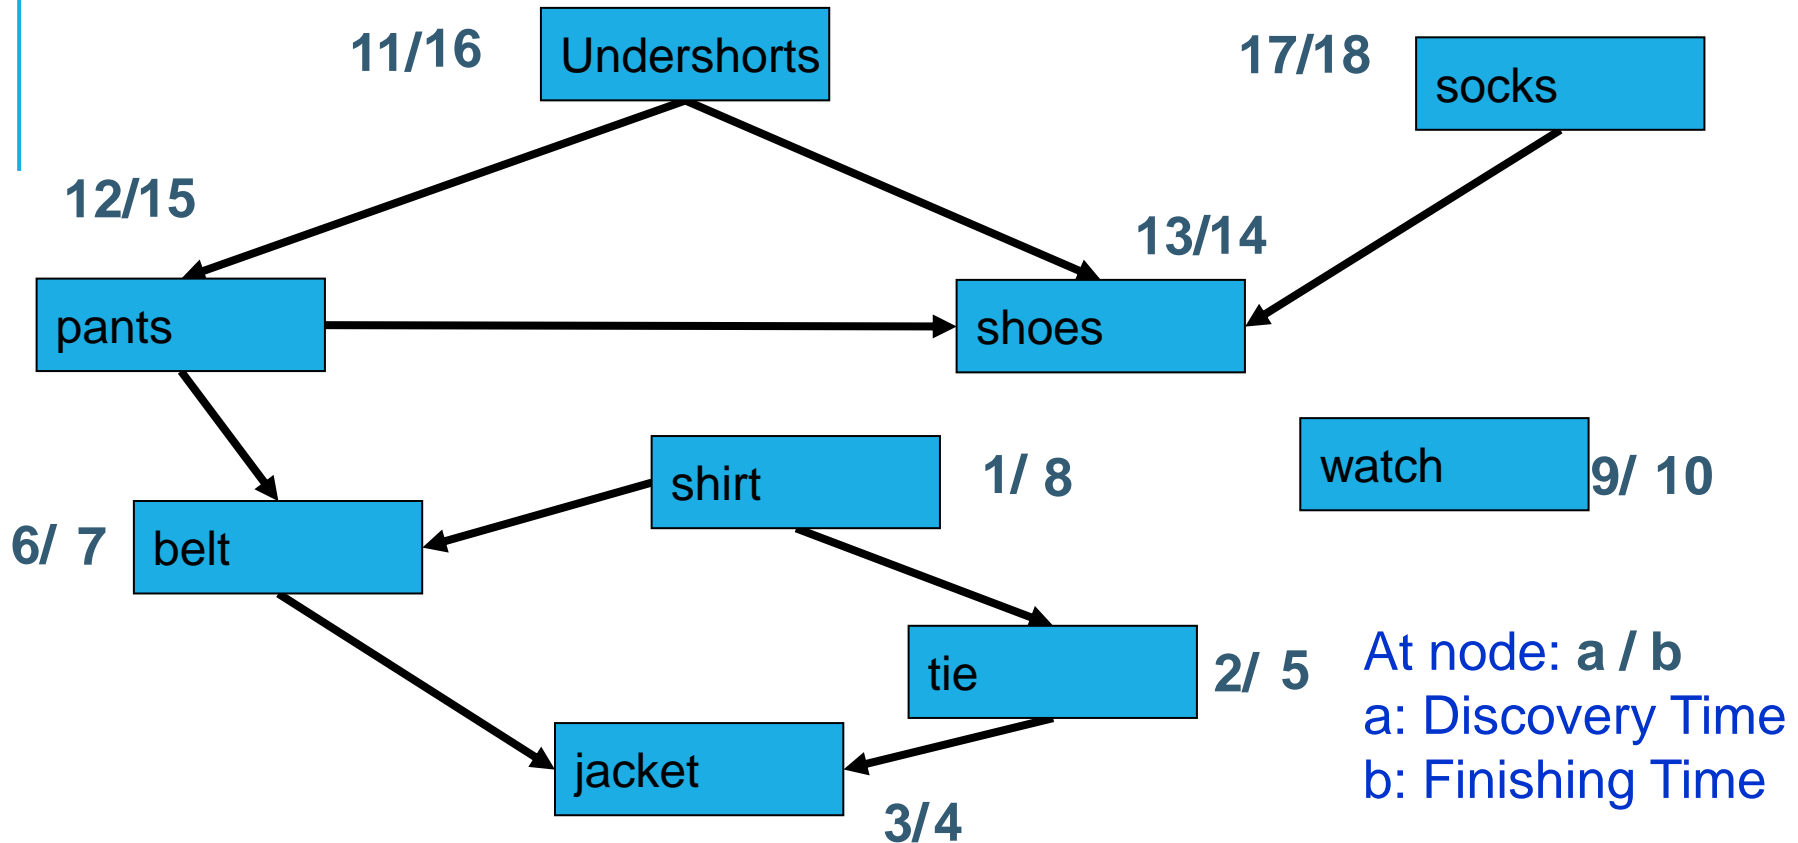 11/16
Undershorts
17/18
socks
12/15
13/14
pants
shoes
shirt
1/ 8
watch
9/ 10
6/ 7
belt
tie
2/ 5
At node: a / b
a: Discovery Time
b: Finishing Time
jacket
3/4